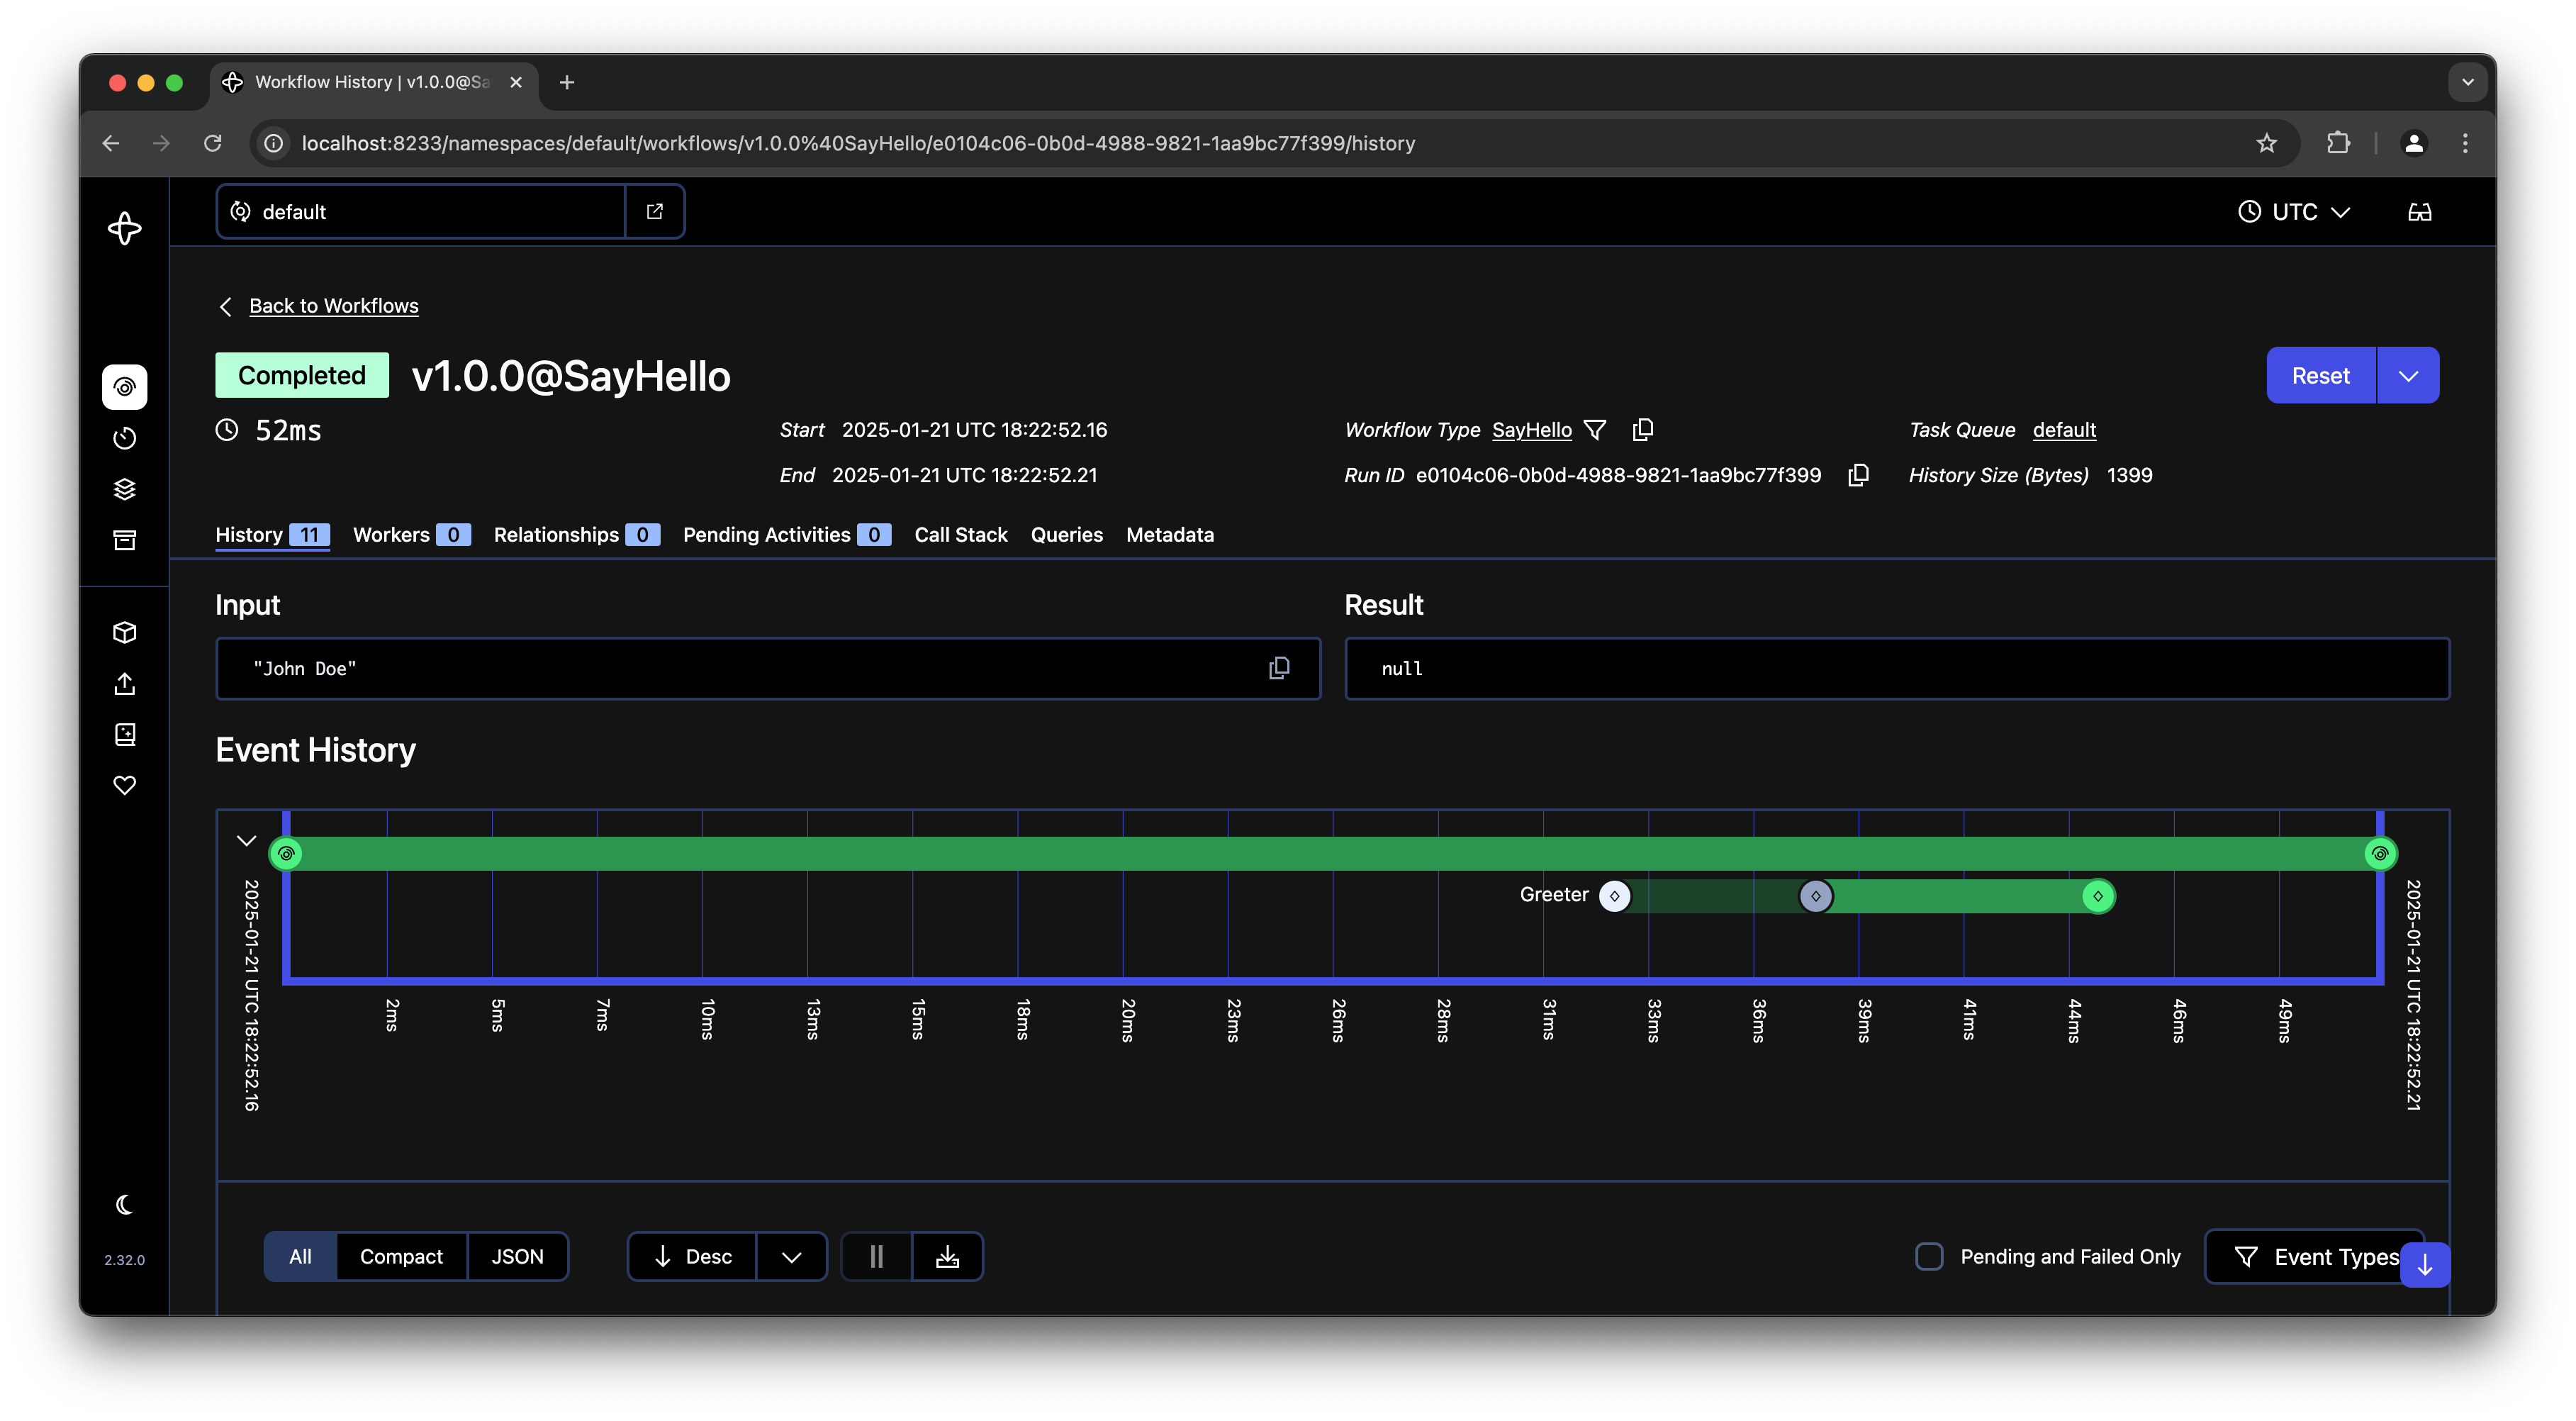 Workflow History | v1.0.0@Sa
localhost:8233/namespaces/default/workflows/v1.0.0%40SayHello/e0104c06-0b0d-4988-9821-1aa9bc77f399/history
default
UTC
Back to Workflows
Completed v1.0.0@SayHello
Reset
52ms
Start 2025-01-21 UTC 18:22:52.16
Workflow Type SayHello
Task Queue default
End 2025-01-21 UTC 18:22:52.21
Run ID e0104c06-0b0d-4988-9821-1aa9bc77f399
History Size (Bytes) 1399
History 11 Workers 0 Relationships 0 Pending Activities 0 Call Stack Queries Metadata
Input
Result
"John Doe"
null
Event History
Greeter
2025-01-21 UTC 18:22:52.16
2ms
5ms
7ms
10ms
13ms
15ms
18ms
20ms
23ms
26ms
28ms
31ms
33ms
36ms
39ms
41ms
44ms
46ms
49ms
2025-01-21 UTC 18:22:52.21
All Compact JSON
Desc
Pending and Failed Only
Event Types
2.32.0